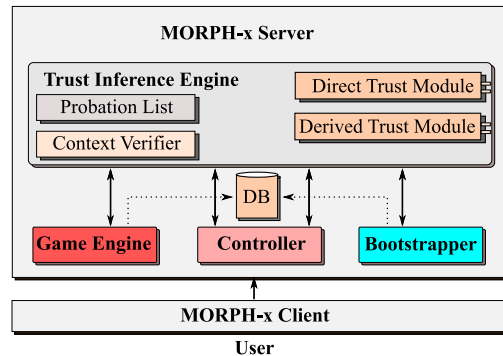 MORPH-x Server
Trust Inference Engine
Probation List
Context Verifier
Direct Trust Module
Derived Trust Module
DB
Game Engine
Controller
Bootstrapper
MORPH-x Client
User